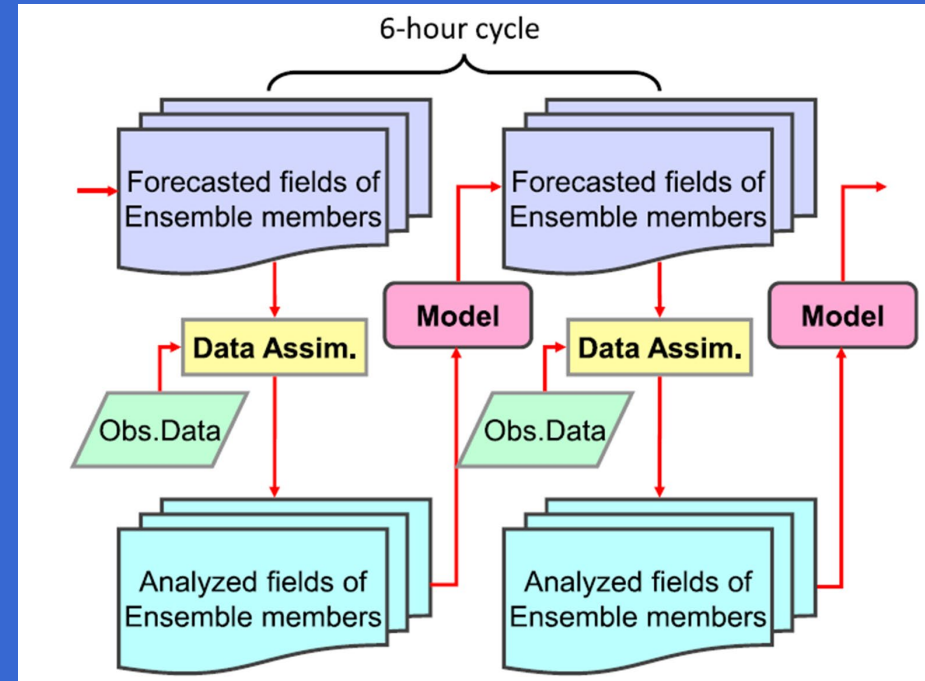 6-hour cycle
Forecasted fields of
Ensemble members
Forecasted fields of
Ensemble members
Model
Model
Data Assim.
Data Assim.
Obs.Data
Obs.Data
Analyzed fields of
Ensemble members
Analyzed fields of
Ensemble members